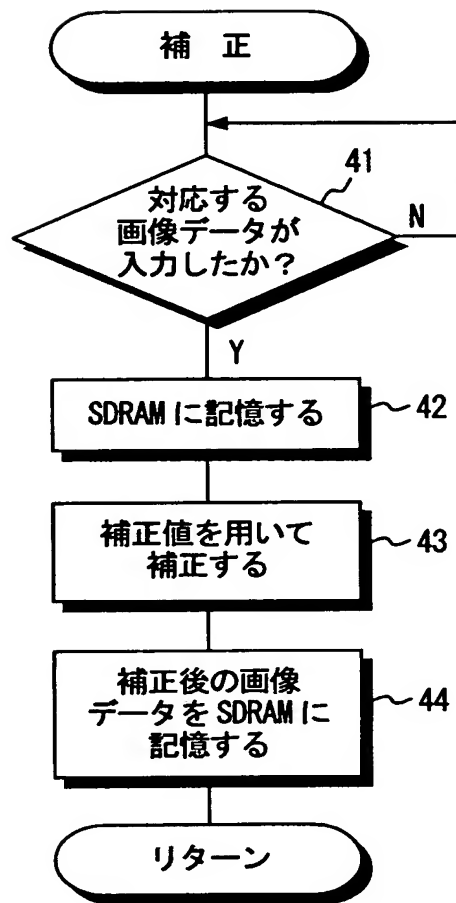 補 正
41
対応する
画像データが
入力したか?
N
Y
SDRAMに記憶する
42
補正値を用いて
補正する
43
補正後の画像
データをSDRAMに
記憶する
44
リターン